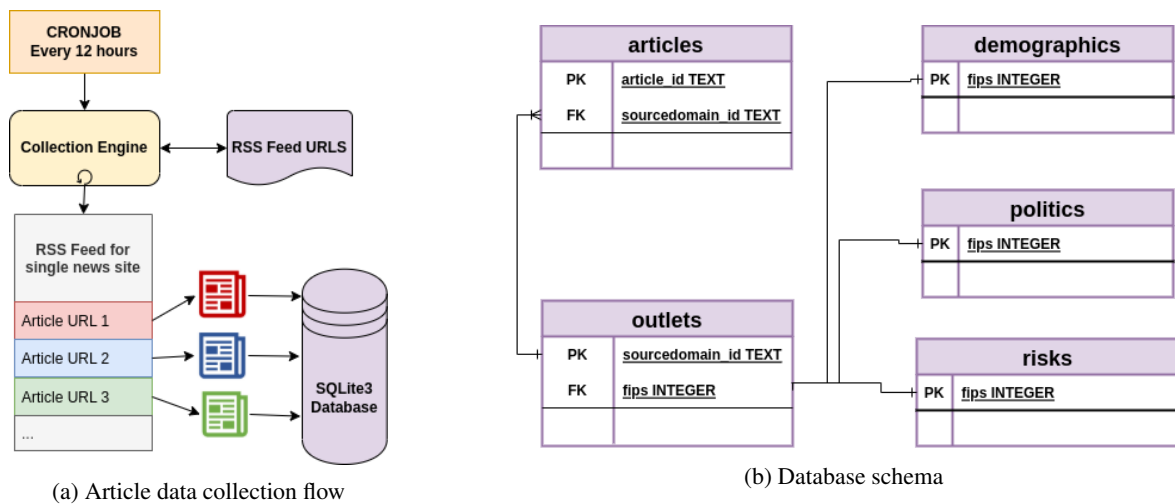 CRONJOB
Every 12 hours
Collection Engine
RSS Feed URLS
RSS Feed for
single news site
Article URL 1
Article URL 2
Article URL 3
...
SQLite3
Database
(a) Article data collection flow
articles
PK article_id TEXT
FK sourcedomain_id TEXT
outlets
PK sourcedomain_id TEXT
FK fips INTEGER
demographics
PK fips INTEGER
politics
PK fips INTEGER
risks
PK fips INTEGER
(b) Database schema